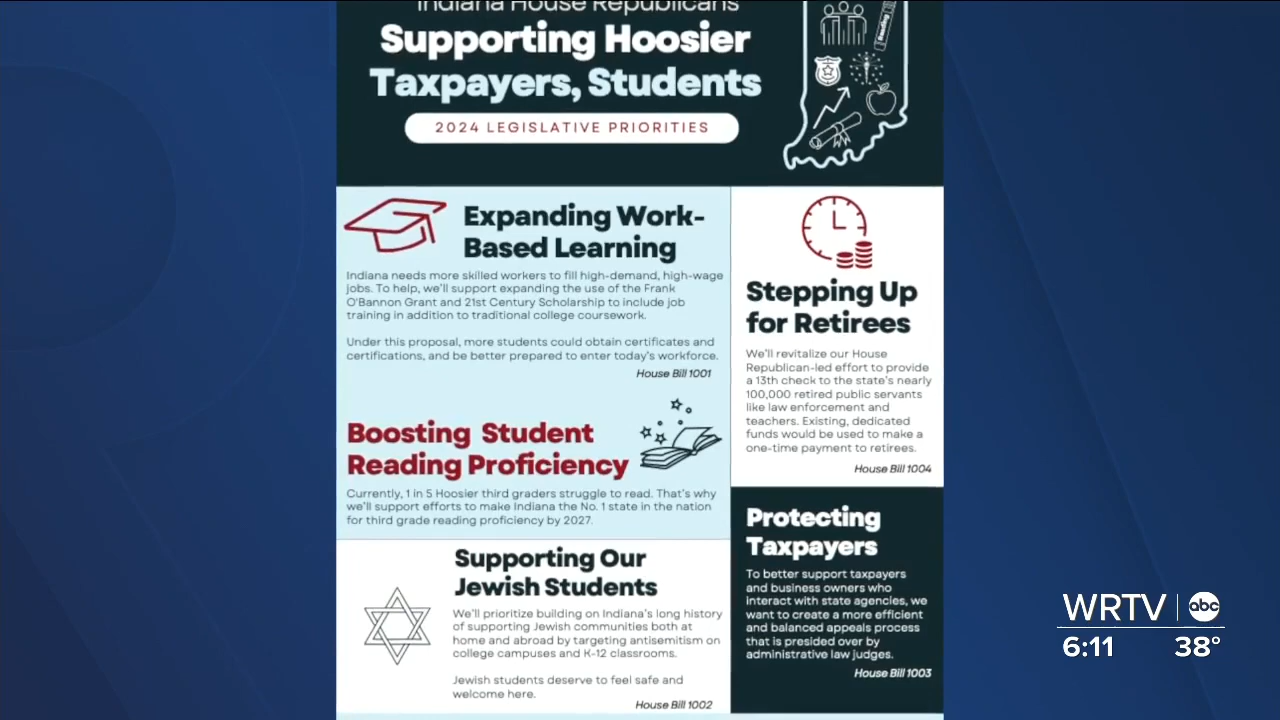 Indiana House Republicans
Supporting Hoosier
Taxpayers, Students
2024 LEGISLATIVE PRIORITIES
Reading
Expanding Work-
Based Learning
Indiana needs more skilled workers to fill high-demand, high-wage
jobs. To help, we'll support expanding the use of the Frank
O'Bannon Grant and 21st Century Scholarship to include job
training in addition to traditional college coursework.
Under this proposal, more students could obtain certificates and
certifications, and be better prepared to enter today's workforce.
House Bill 1001
Boosting Student
Reading Proficiency
Currently, 1 in 5 Hoosier third graders struggle to read. That's why
we'll support efforts to make Indiana the No. 1 state in the nation
for third grade reading proficiency by 2027.
Supporting Our
Jewish Students
We'll prioritize building on Indiana's long history
of supporting Jewish communities both at
home and abroad by targeting antisemitism on
college campuses and K-12 classrooms.
Jewish students deserve to feel safe and
welcome here.
House Bill 1002
Stepping Up
for Retirees
We'll revitalize our House
Republican-led effort to provide
a 13th check to the state's nearly
100,000 retired public servants
like law enforcement and
teachers. Existing, dedicated
funds would be used to make a
one-time payment to retirees.
House Bill 1004
Protecting
Taxpayers
To better support taxpayers
and business owners who
interact with state agencies, we
want to create a more efficient
and balanced appeals process
that is presided over by
administrative law judges.
House Bill 1003
WRTV abc
6:11 38°